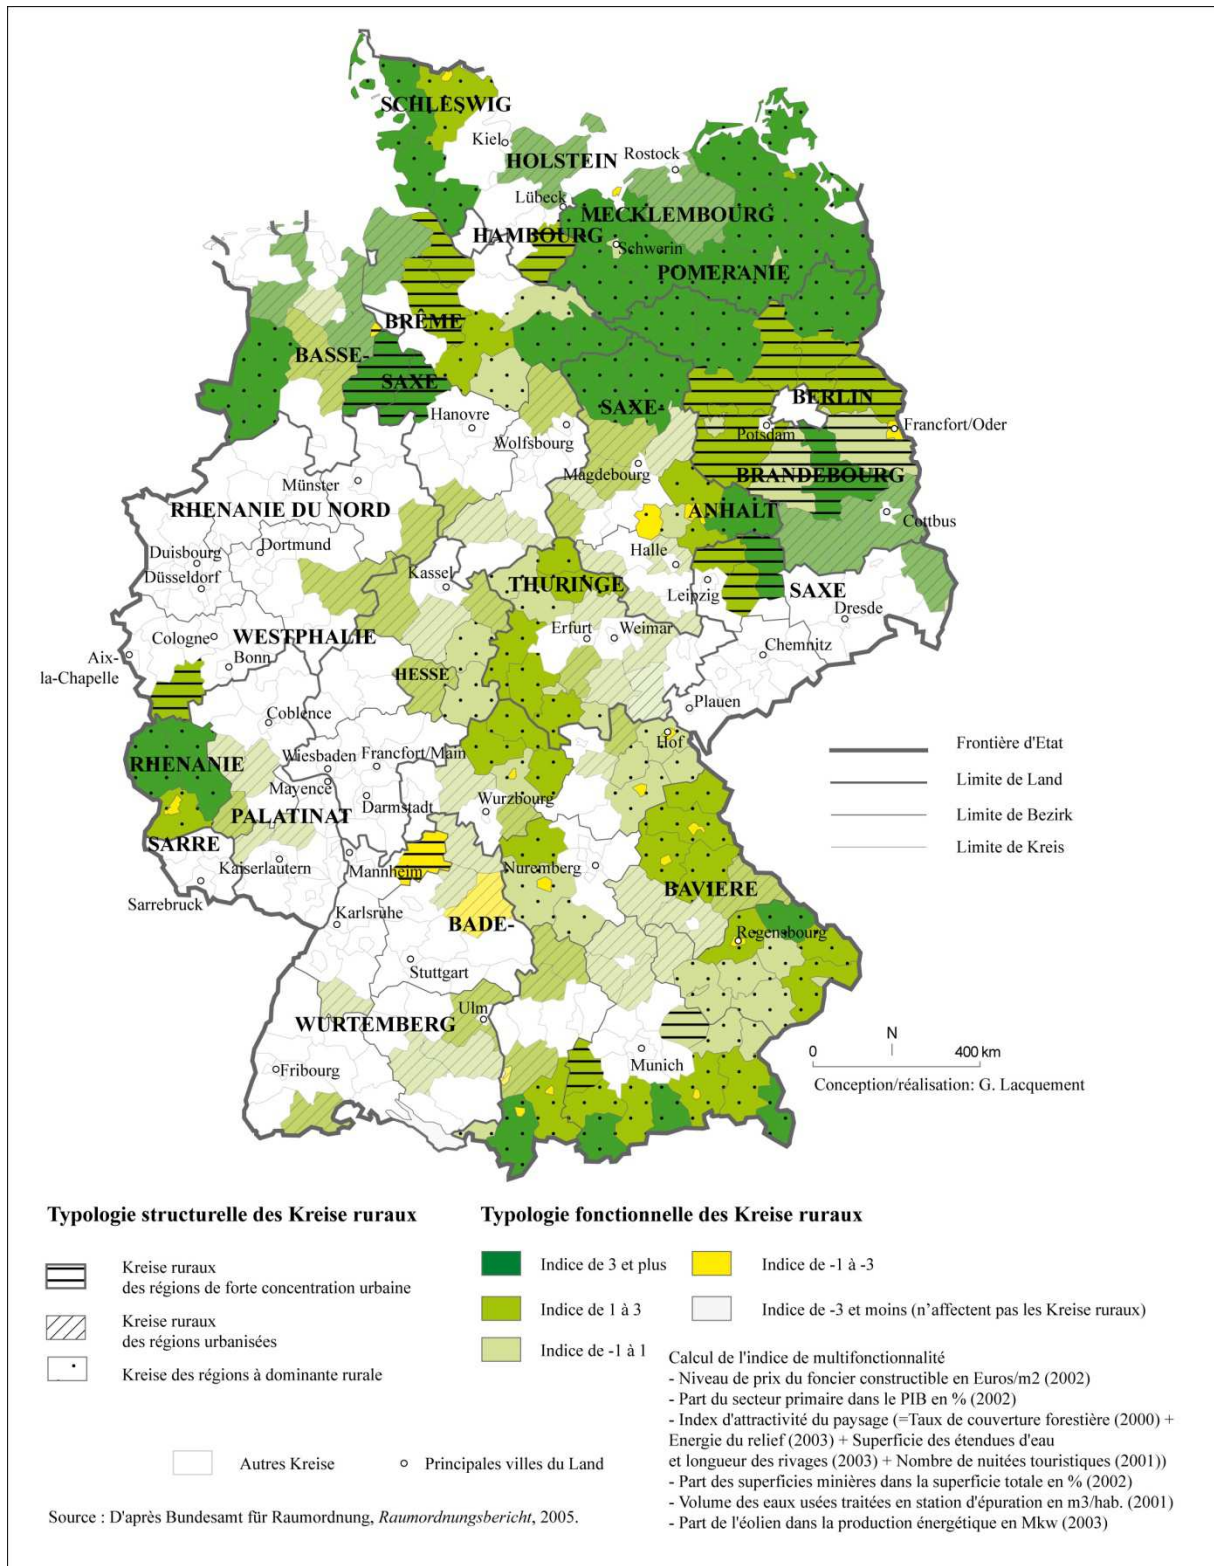 SCHLESWIG
Kiel
HOLSTEIN
Rostock
Lübeck
MECKLEMBOURG
HAMBOURG
Schwerin
POMERANIE
BRÊME
BASSE-
SAXE
SAXE-
BERLIN
Hanovre
Wolfsbourg
Potsdam
Francfort/Oder
Magdebourg
BRANDEBOURG
Münster
RHENANIE DU NORD
ANHALT
Cottbus
Duisbourg
Dortmund
Halle
Düsseldorf
Kassel
THURINGE
Leipzig
SAXE
Dresde
Cologne
WESTPHALIE
Erfurt
Weimar
Chemnitz
Aix-
la-Chapelle
Bonn
HESSE
Plauen
Coblence
Hof
RHENANIE
Wiesbaden
Francfort/Main
Mayence
Darmstadt
Wurzbourg
PALATINAT
SARRE
Kaiserlautern
Mannheim
Nuremberg
BAVIERE
Sarrebruck
Karlsruhe
BADE-
Regensbourg
Stuttgart
WURTEMBERG
Ulm
Fribourg
Munich
Frontière d'Etat
Limite de Land
Limite de Bezirk
Limite de Kreis
N
0 400 km
Conception/réalisation: G. Lacquement
Typologie structurelle des Kreise ruraux
Kreise ruraux
des régions de forte concentration urbaine
Kreise ruraux
des régions urbanisées
Kreise des régions à dominante rurale
Typologie fonctionnelle des Kreise ruraux
Indice de 3 et plus
Indice de 1 à 3
Indice de -1 à 1
Indice de -1 à -3
Indice de -3 et moins (n’affectent pas les Kreise ruraux)
Calcul de l'indice de multifonctionnalité
- Niveau de prix du foncier constructible en Euros/m2 (2002)
- Part du secteur primaire dans le PIB en % (2002)
- Index d'attractivité du paysage (=Taux de couverture forestière (2000) +
Energie du relief (2003) + Superficie des étendues d'eau
et longueur des rivages (2003) + Nombre de nuitées touristiques (2001))
- Part des superficies minières dans la superficie totale en % (2002)
- Volume des eaux usées traitées en station d'épuration en m3/hab. (2001)
- Part de l'éolien dans la production énergétique en Mkw (2003)
Autres Kreise
Principales villes du Land
Source : D'après Bundesamt für Raumordnung, Raumordnungsbericht, 2005.